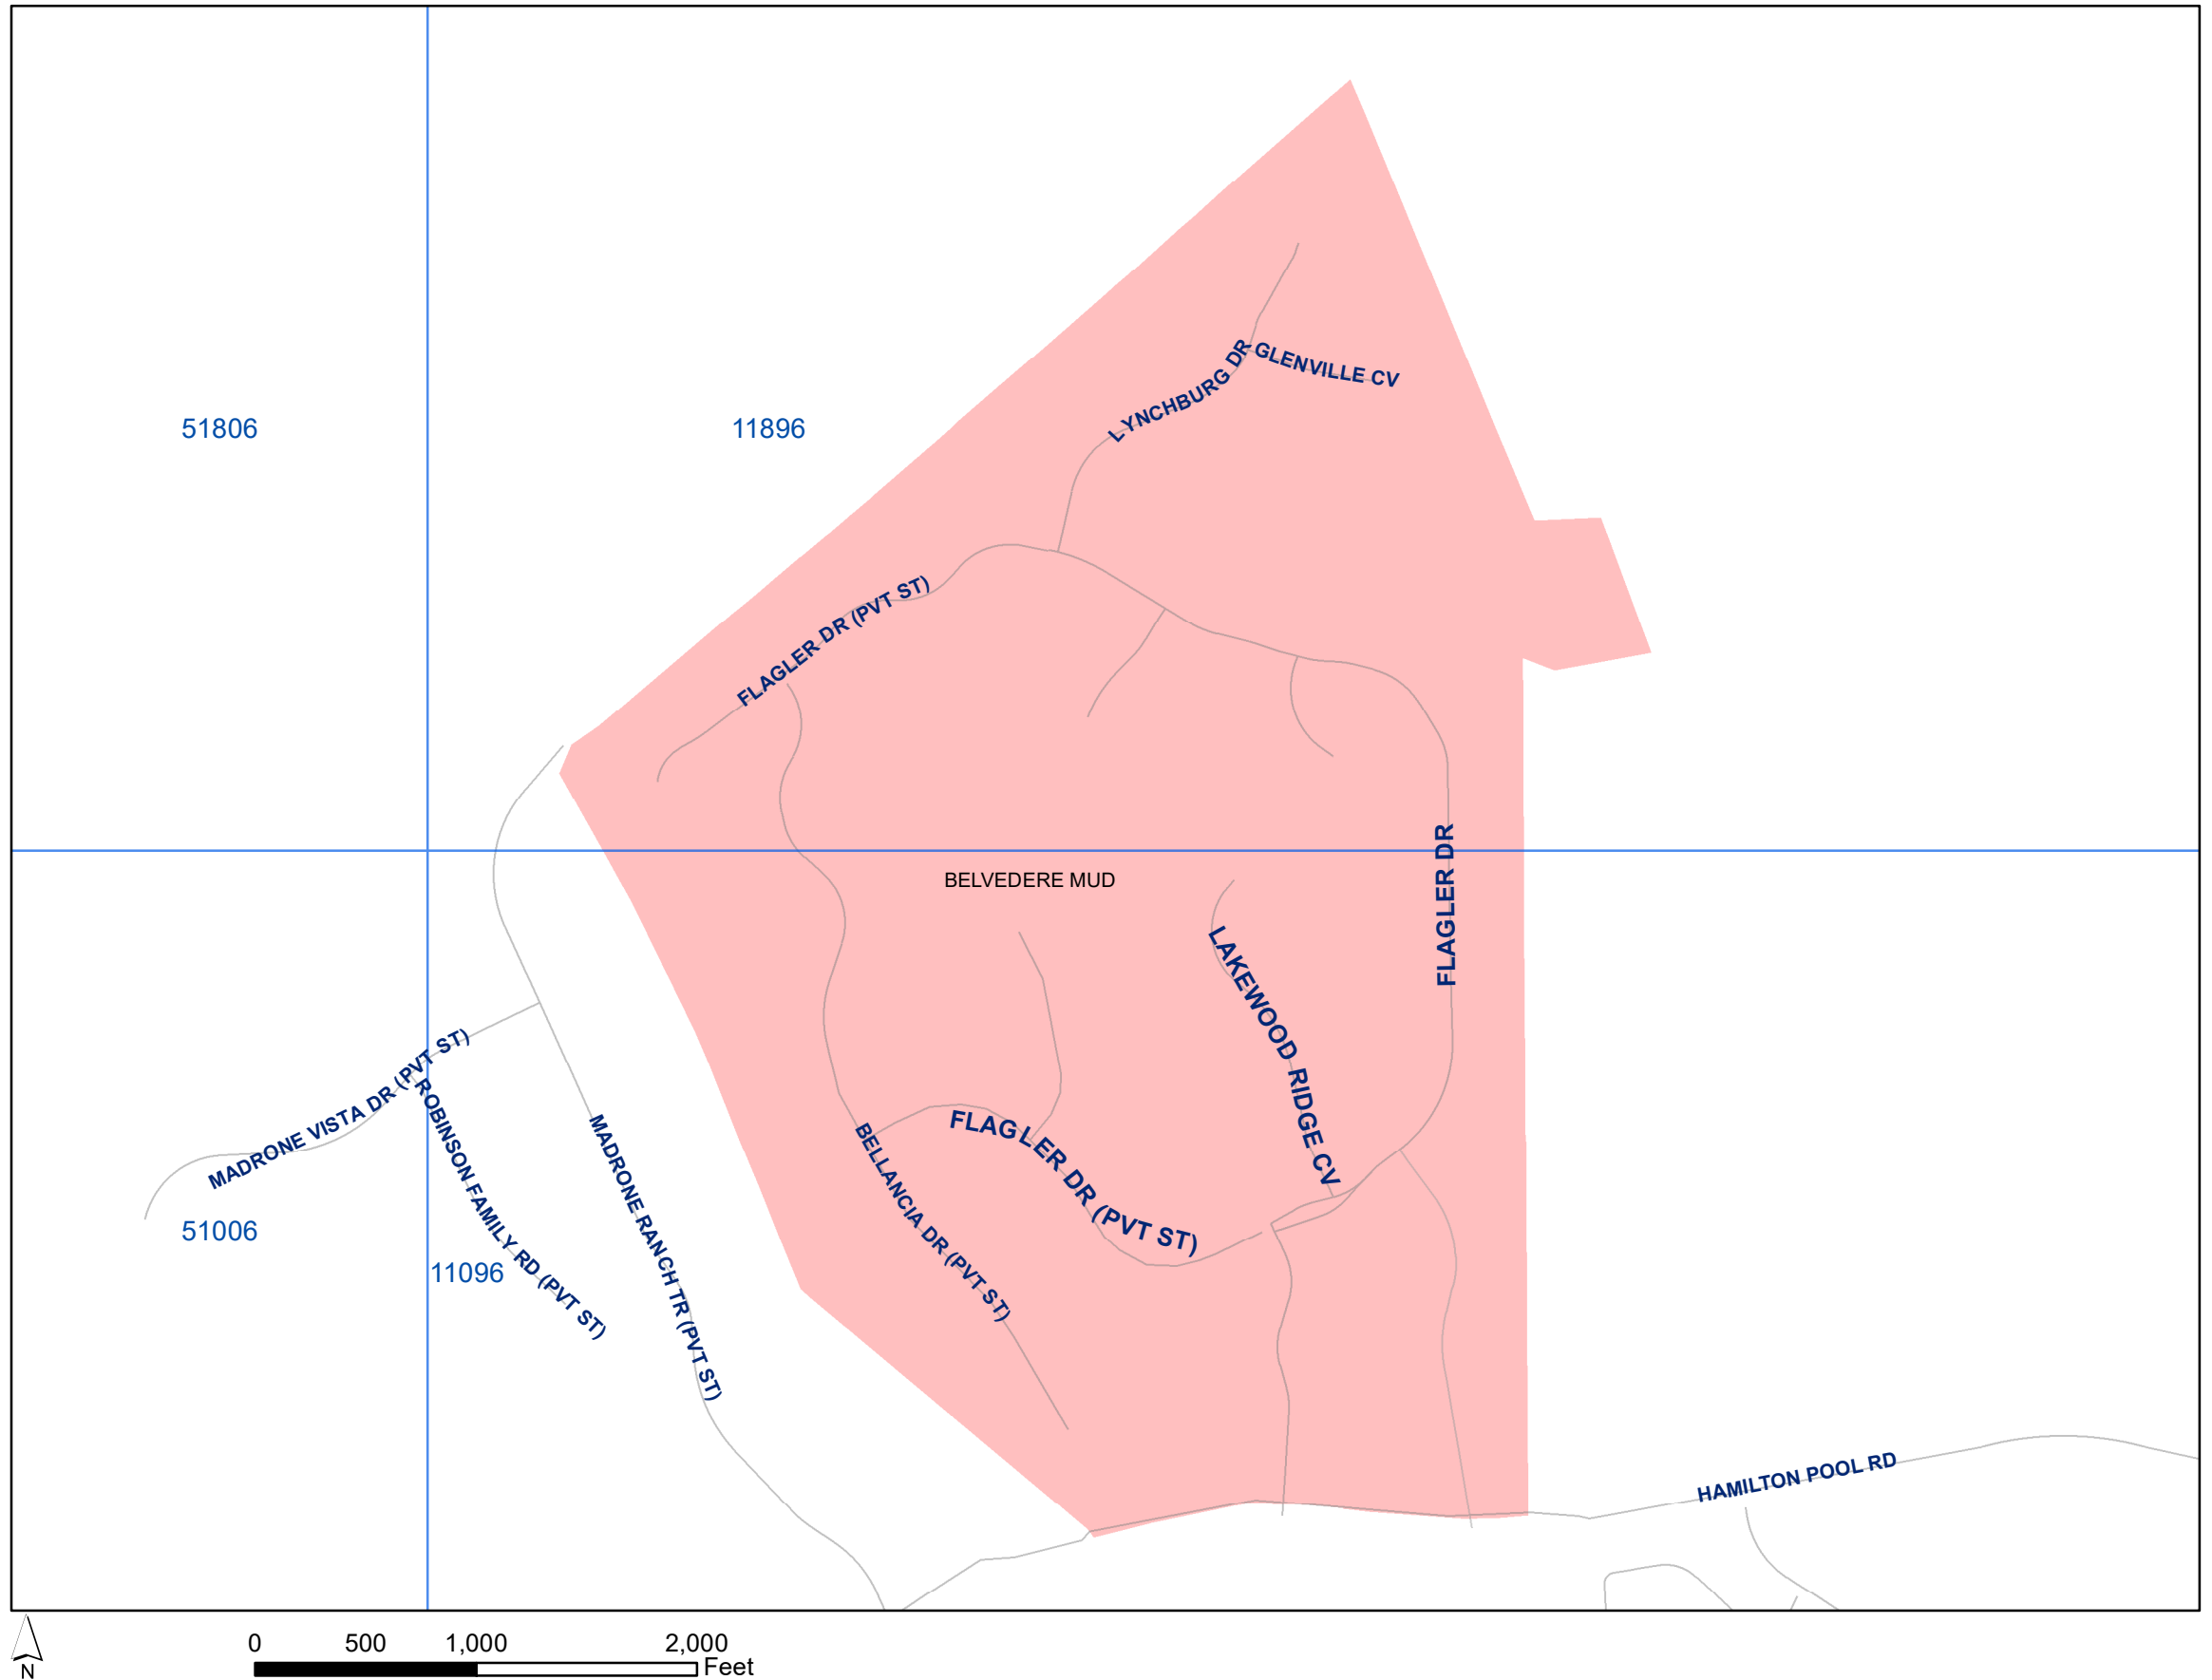 LYNCHBURG DR
GLENVILLE CV
51806
11896
FLAGLER DR (PVT ST)
FLAGLER DR
BELVEDERE MUD
LAKEWOOD RIDGE CV
MADRONE VISTA DR (PVT ST)
ROBINSON FAMILY RD (PVT ST)
MADRONE RANCH TR (PVT ST)
BELLANCIA DR (PVT ST)
FLAGLER DR (PVT ST)
51006
11096
HAMILTON POOL RD
N
0 500 1,000 2,000
Feet